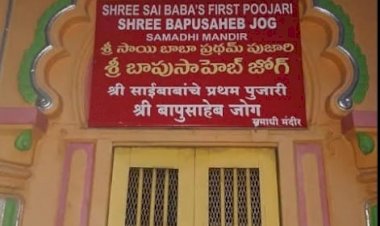 SHREE SAI BABA'S FIRST POOJARI
SHREE BAPUSAHEB JOG
SAMADHI MANDIR
శ్రీ సాయి బాబా ప్రథమ్ పుజారి
శ్రీ బాపుసాహెబ్ జోగ్
श्री साईबाबांचे प्रथम पुजारी
श्री बापुसाहेब जोग
समाधी मंदीर